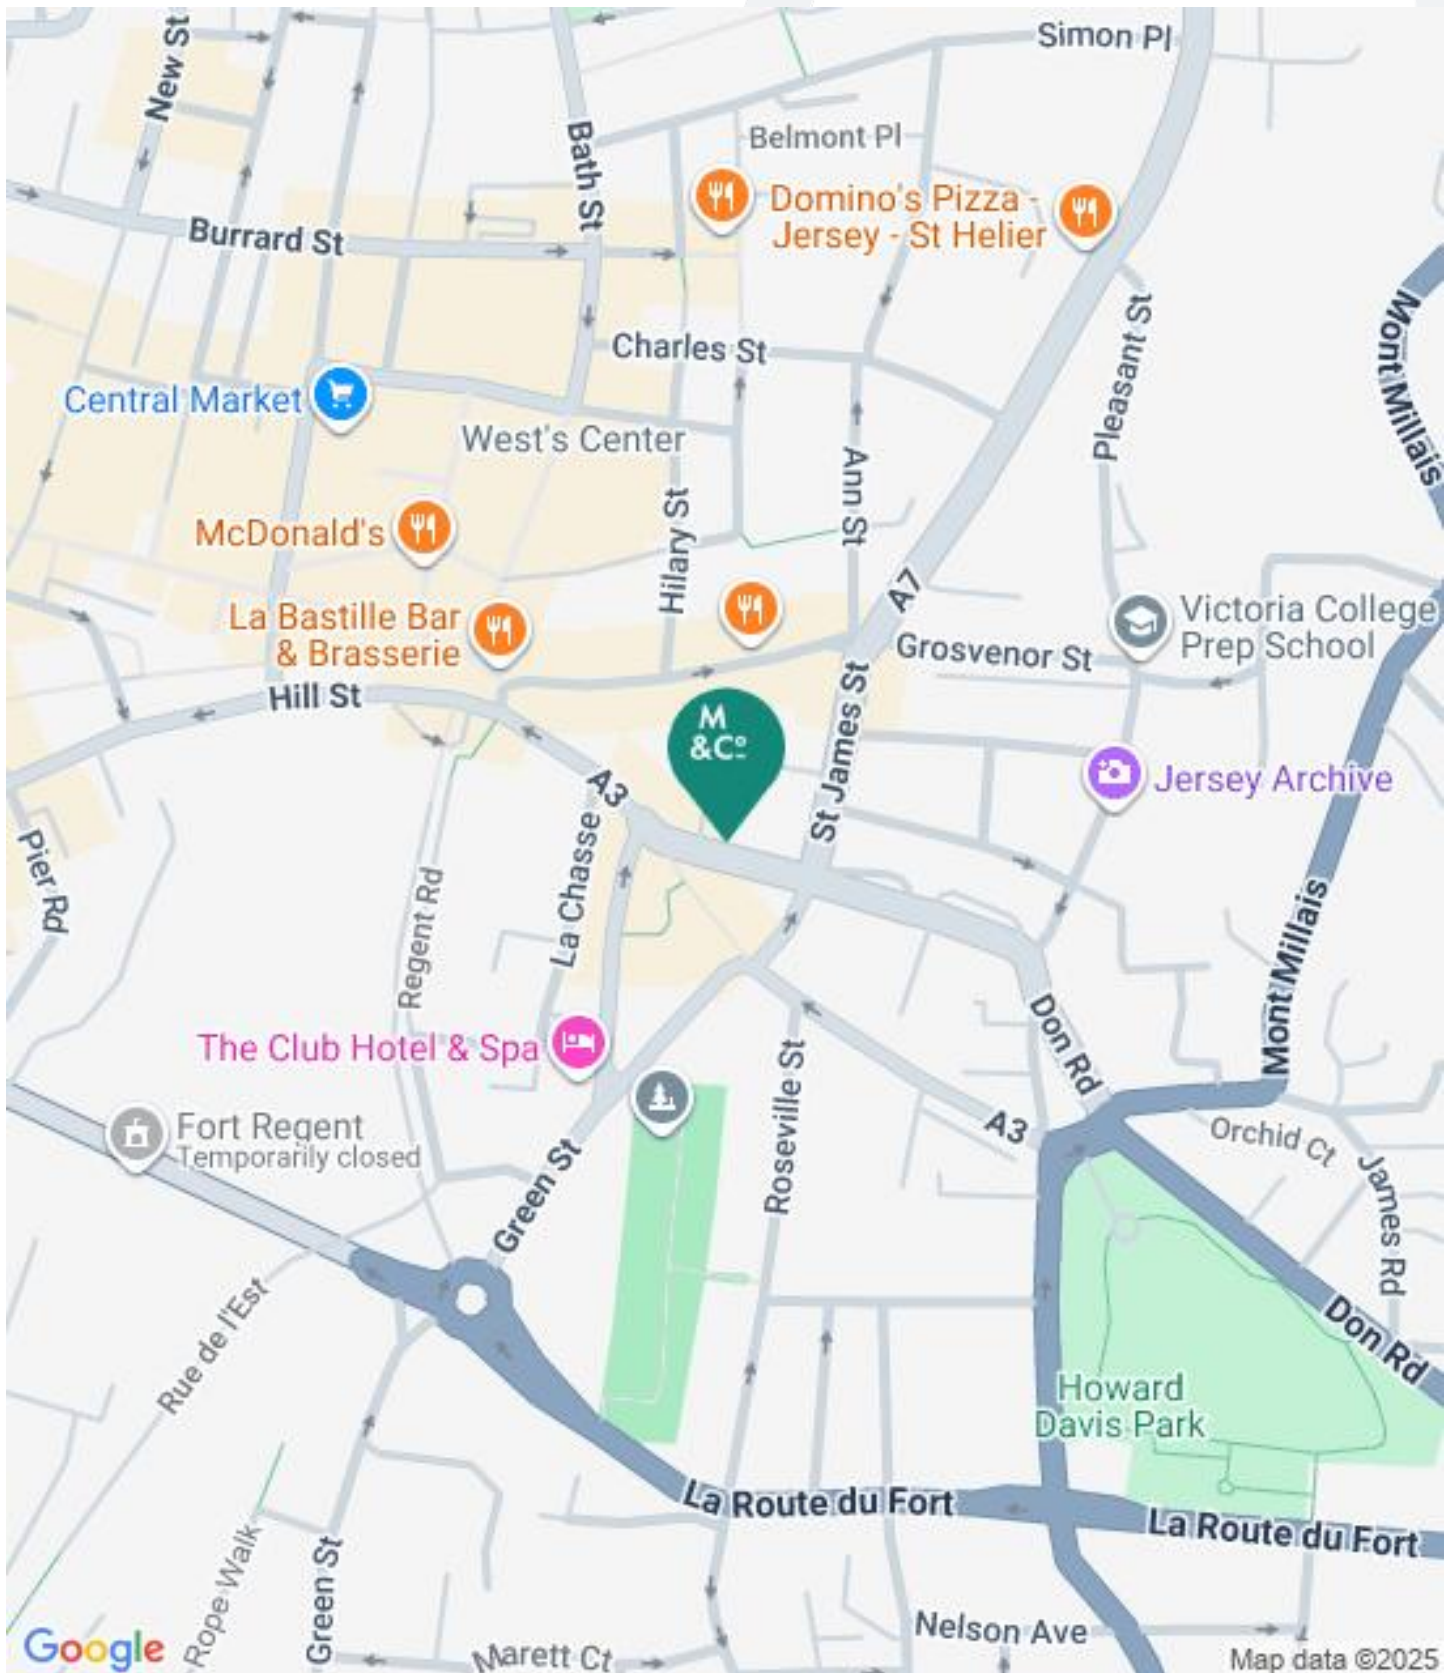 Simon Pl
New St
Bath St
Belmont Pl
Domino's Pizza -
Jersey - St Helier
Burrard St
Mont Millais
Pleasant St
Charles St
Central Market
West's Center
Ann St
McDonald's
Hilary St
A7
La Bastille Bar
& Brasserie
Victoria College
Prep School
Grosvenor St
Hill St
M
&Cº
St James St
A3
Jersey Archive
La Chasse
Pier Rd
Regent Rd
Mont Millais
Don Rd
The Club Hotel & Spa
Roseville St
Fort Regent
Temporarily closed
A3
Orchid Ct
Green St
James Rd
Rue de l'Est
Don Rd
Howard
Davis Park
La Route du Fort
La Route du Fort
Rope Walk
Green St
Nelson Ave
Marett Ct
Google
Map data ©2025